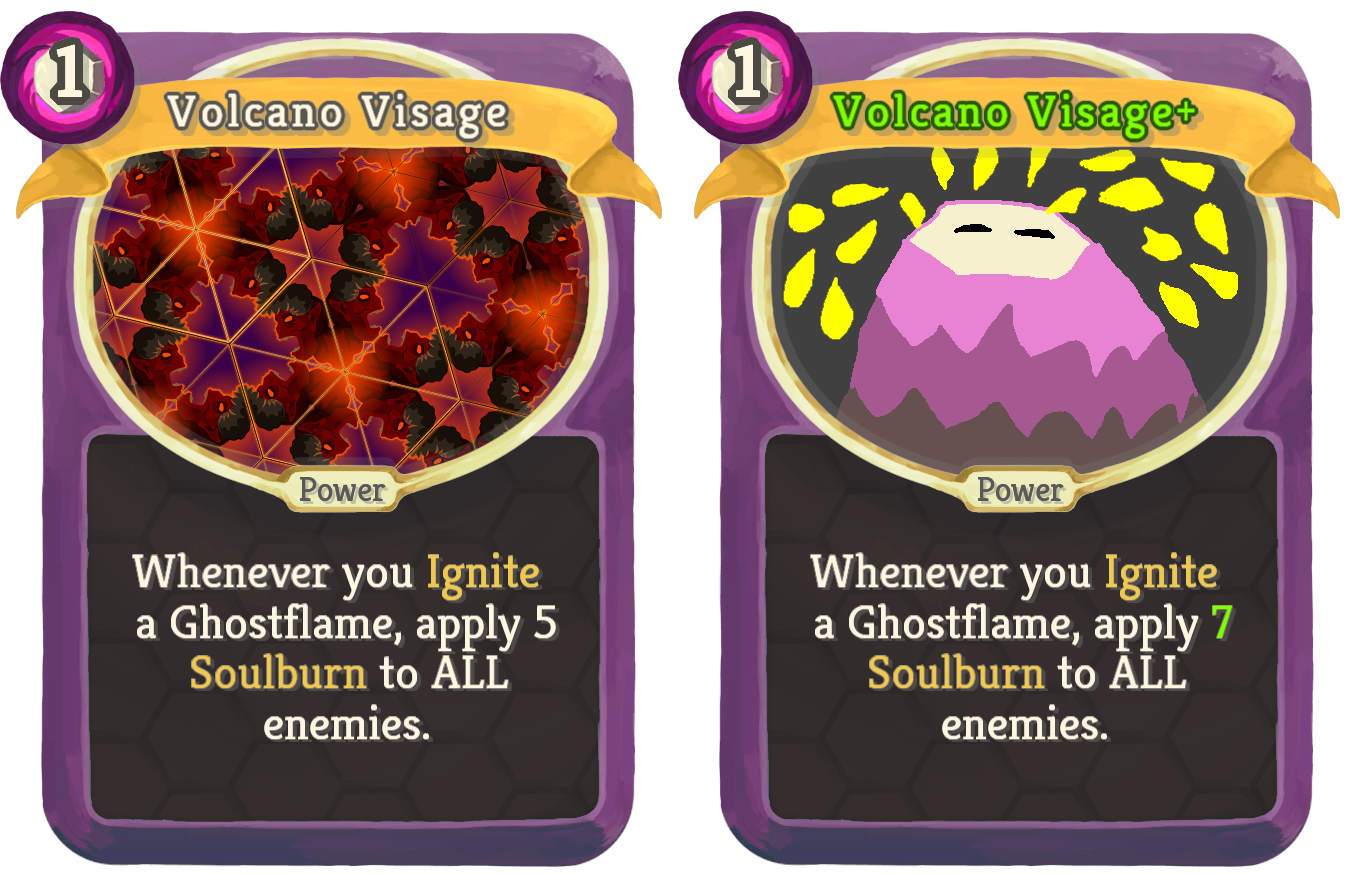 1
Volcano Visage
Power
Whenever you Ignite
a Ghostflame, apply 5
Soulburn to ALL
enemies.
1
Volcano Visage+
Power
Whenever you Ignite
a Ghostflame, apply 7
Soulburn to ALL
enemies.